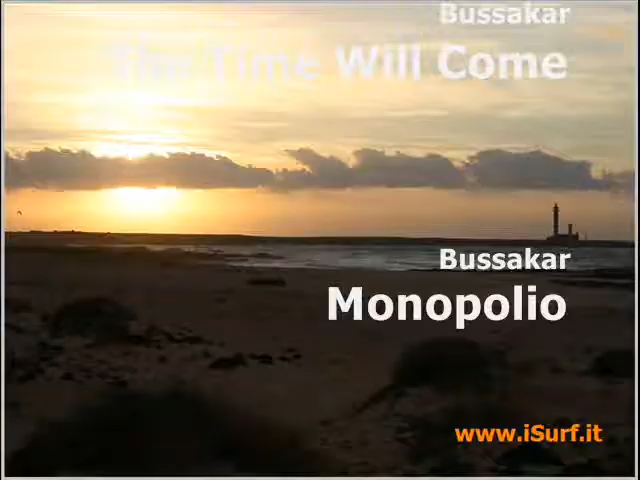 Bussakar
The Time Will Come
Bussakar
Monopolio
www.iSurf.it